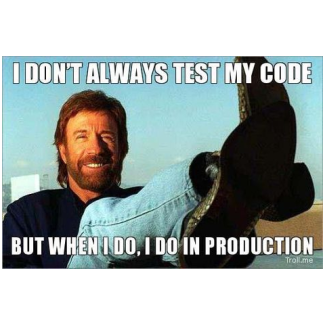 I DON'T ALWAYS TEST MY CODE
BUT WHEN I DO, I DO IN PRODUCTION
Troll.me